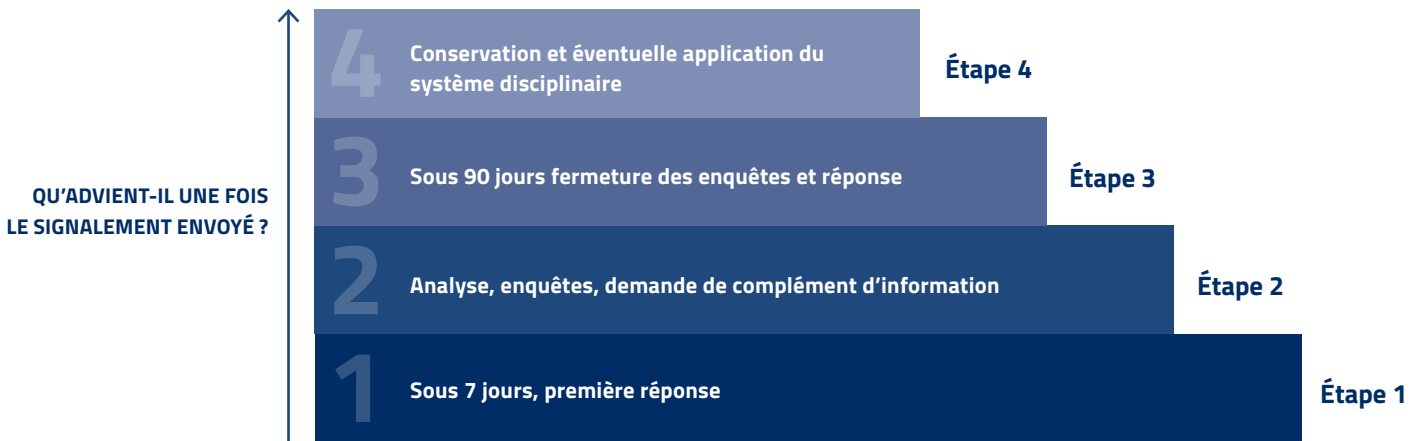 4
Conservation et éventuelle application du
système disciplinaire
Étape 4
3
Sous 90 jours fermeture des enquêtes et réponse
Étape 3
QU’ADVIENT-IL UNE FOIS
LE SIGNALEMENT ENVOYÉ ?
2
Analyse, enquêtes, demande de complément d’information
Étape 2
1
Sous 7 jours, première réponse
Étape 1